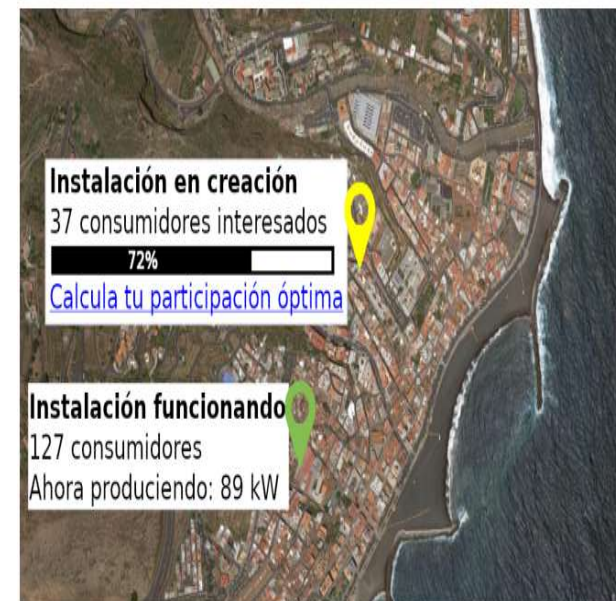 Instalación en creación
37 consumidores interesados
72%
Calcula tu participación óptima
Instalación funcionando
127 consumidores
Ahora produciendo: 89 kW